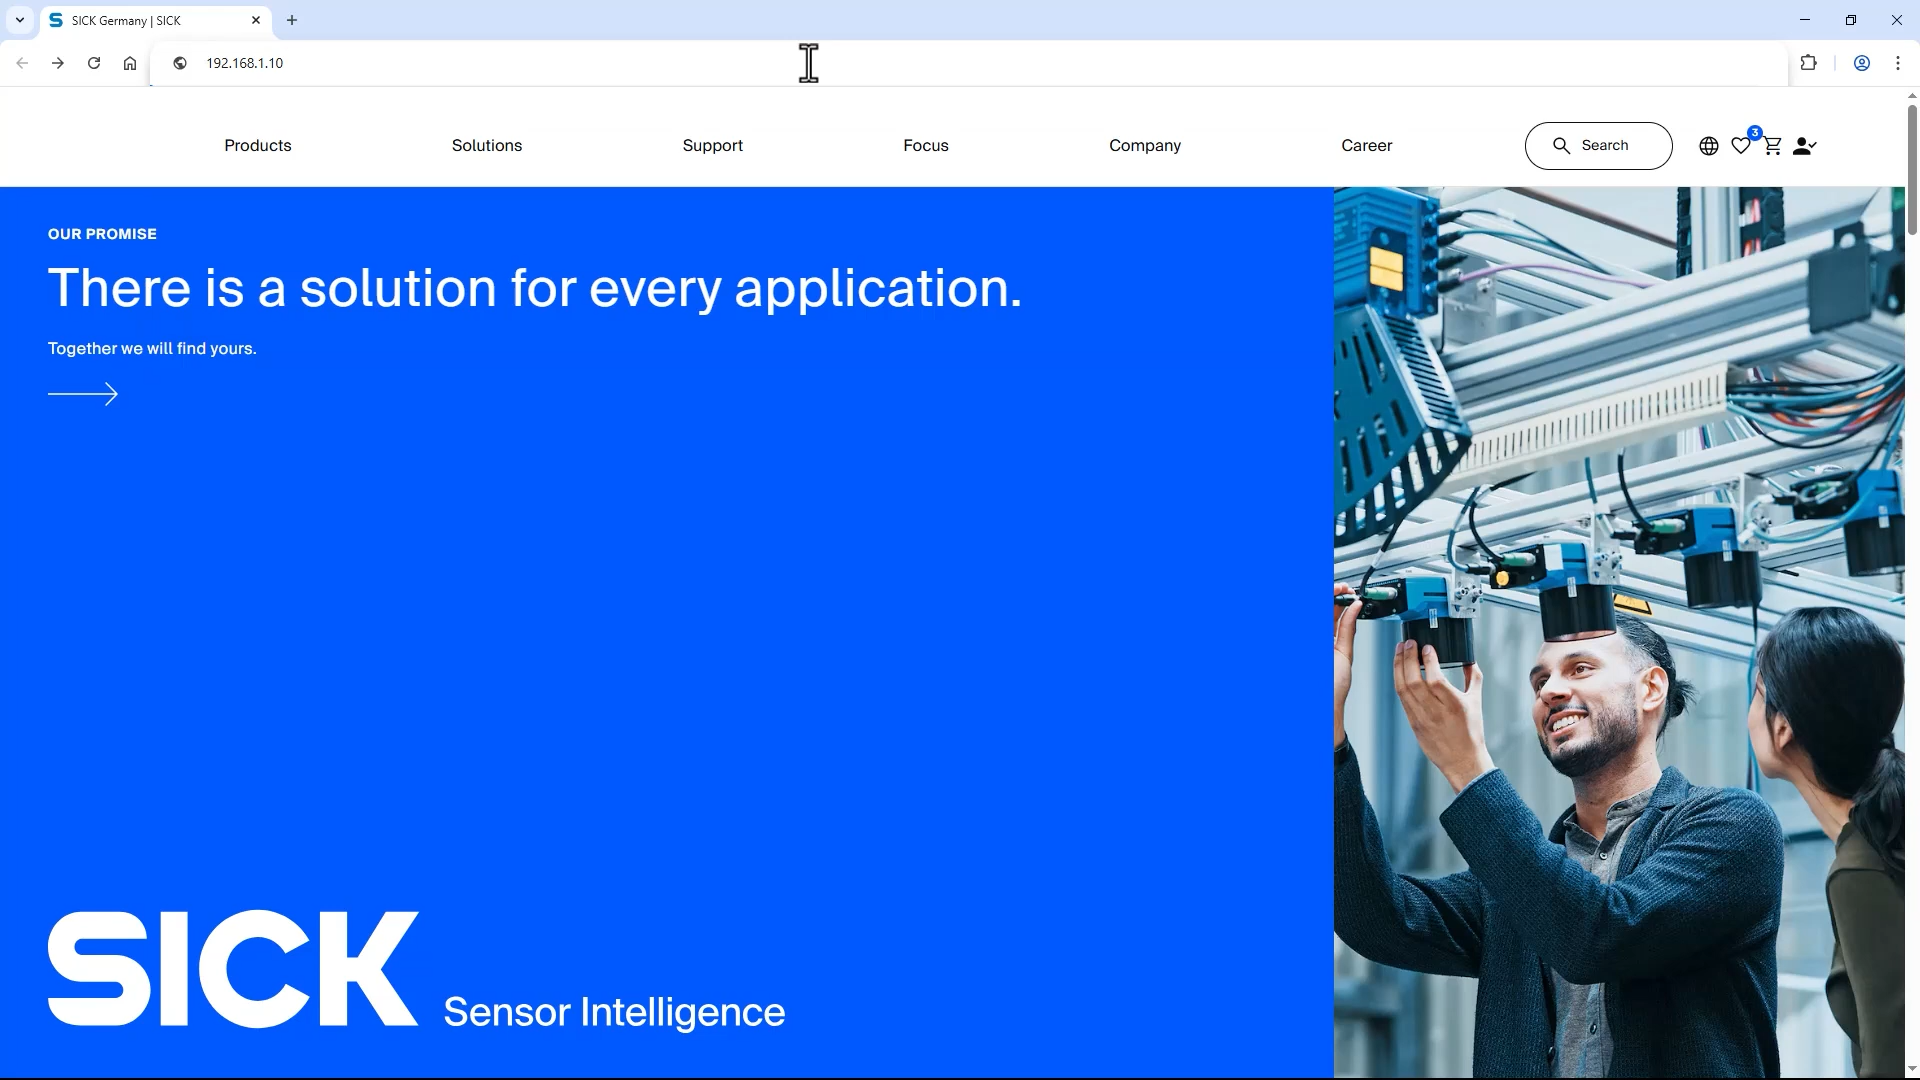 SICK Germany | SICK
192.168.1.10
Products Solutions Support Focus Company Career Search 3
OUR PROMISE
There is a solution for every application.
Together we will find yours.
SICK Sensor Intelligence